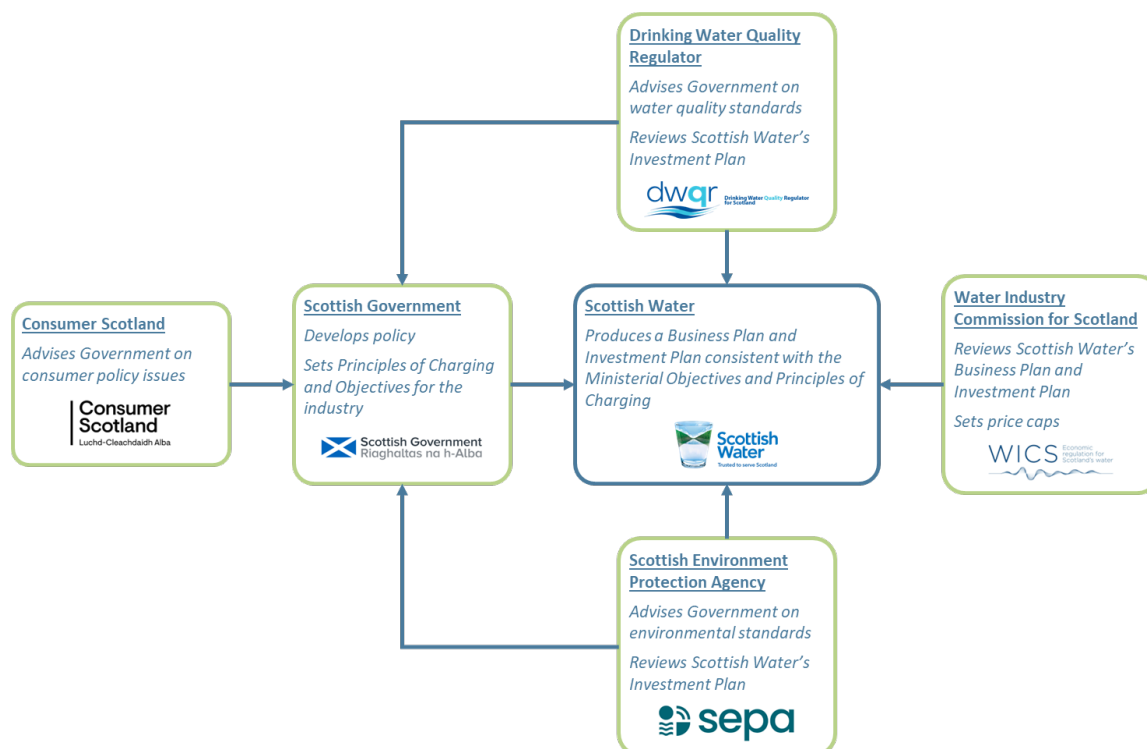 Drinking Water Quality
Regulator
Advises Government on
water quality standards
Reviews Scottish Water's
Investment Plan
dwqr
Drinking Water Quality Regulator
for Scotland
Consumer Scotland
Advises Government on
consumer policy issues
Consumer
Scotland
Luchd-Cleachdaidh Alba
Scottish Government
Develops policy
Sets Principles of Charging
and Objectives for the
industry
Scottish Government
Riaghaltas na h-Alba
Scottish Water
Produces a Business Plan and
Investment Plan consistent with the
Ministerial Objectives and Principles of
Charging
Scottish
Water
Trusted to serve Scotland
Water Industry
Commission for Scotland
Reviews Scottish Water's
Business Plan and
Investment Plan
Sets price caps
WICS
Economic
regulation for
Scotland's water
Scottish Environment
Protection Agency
Advises Government on
environmental standards
Reviews Scottish Water's
Investment Plan
sepa